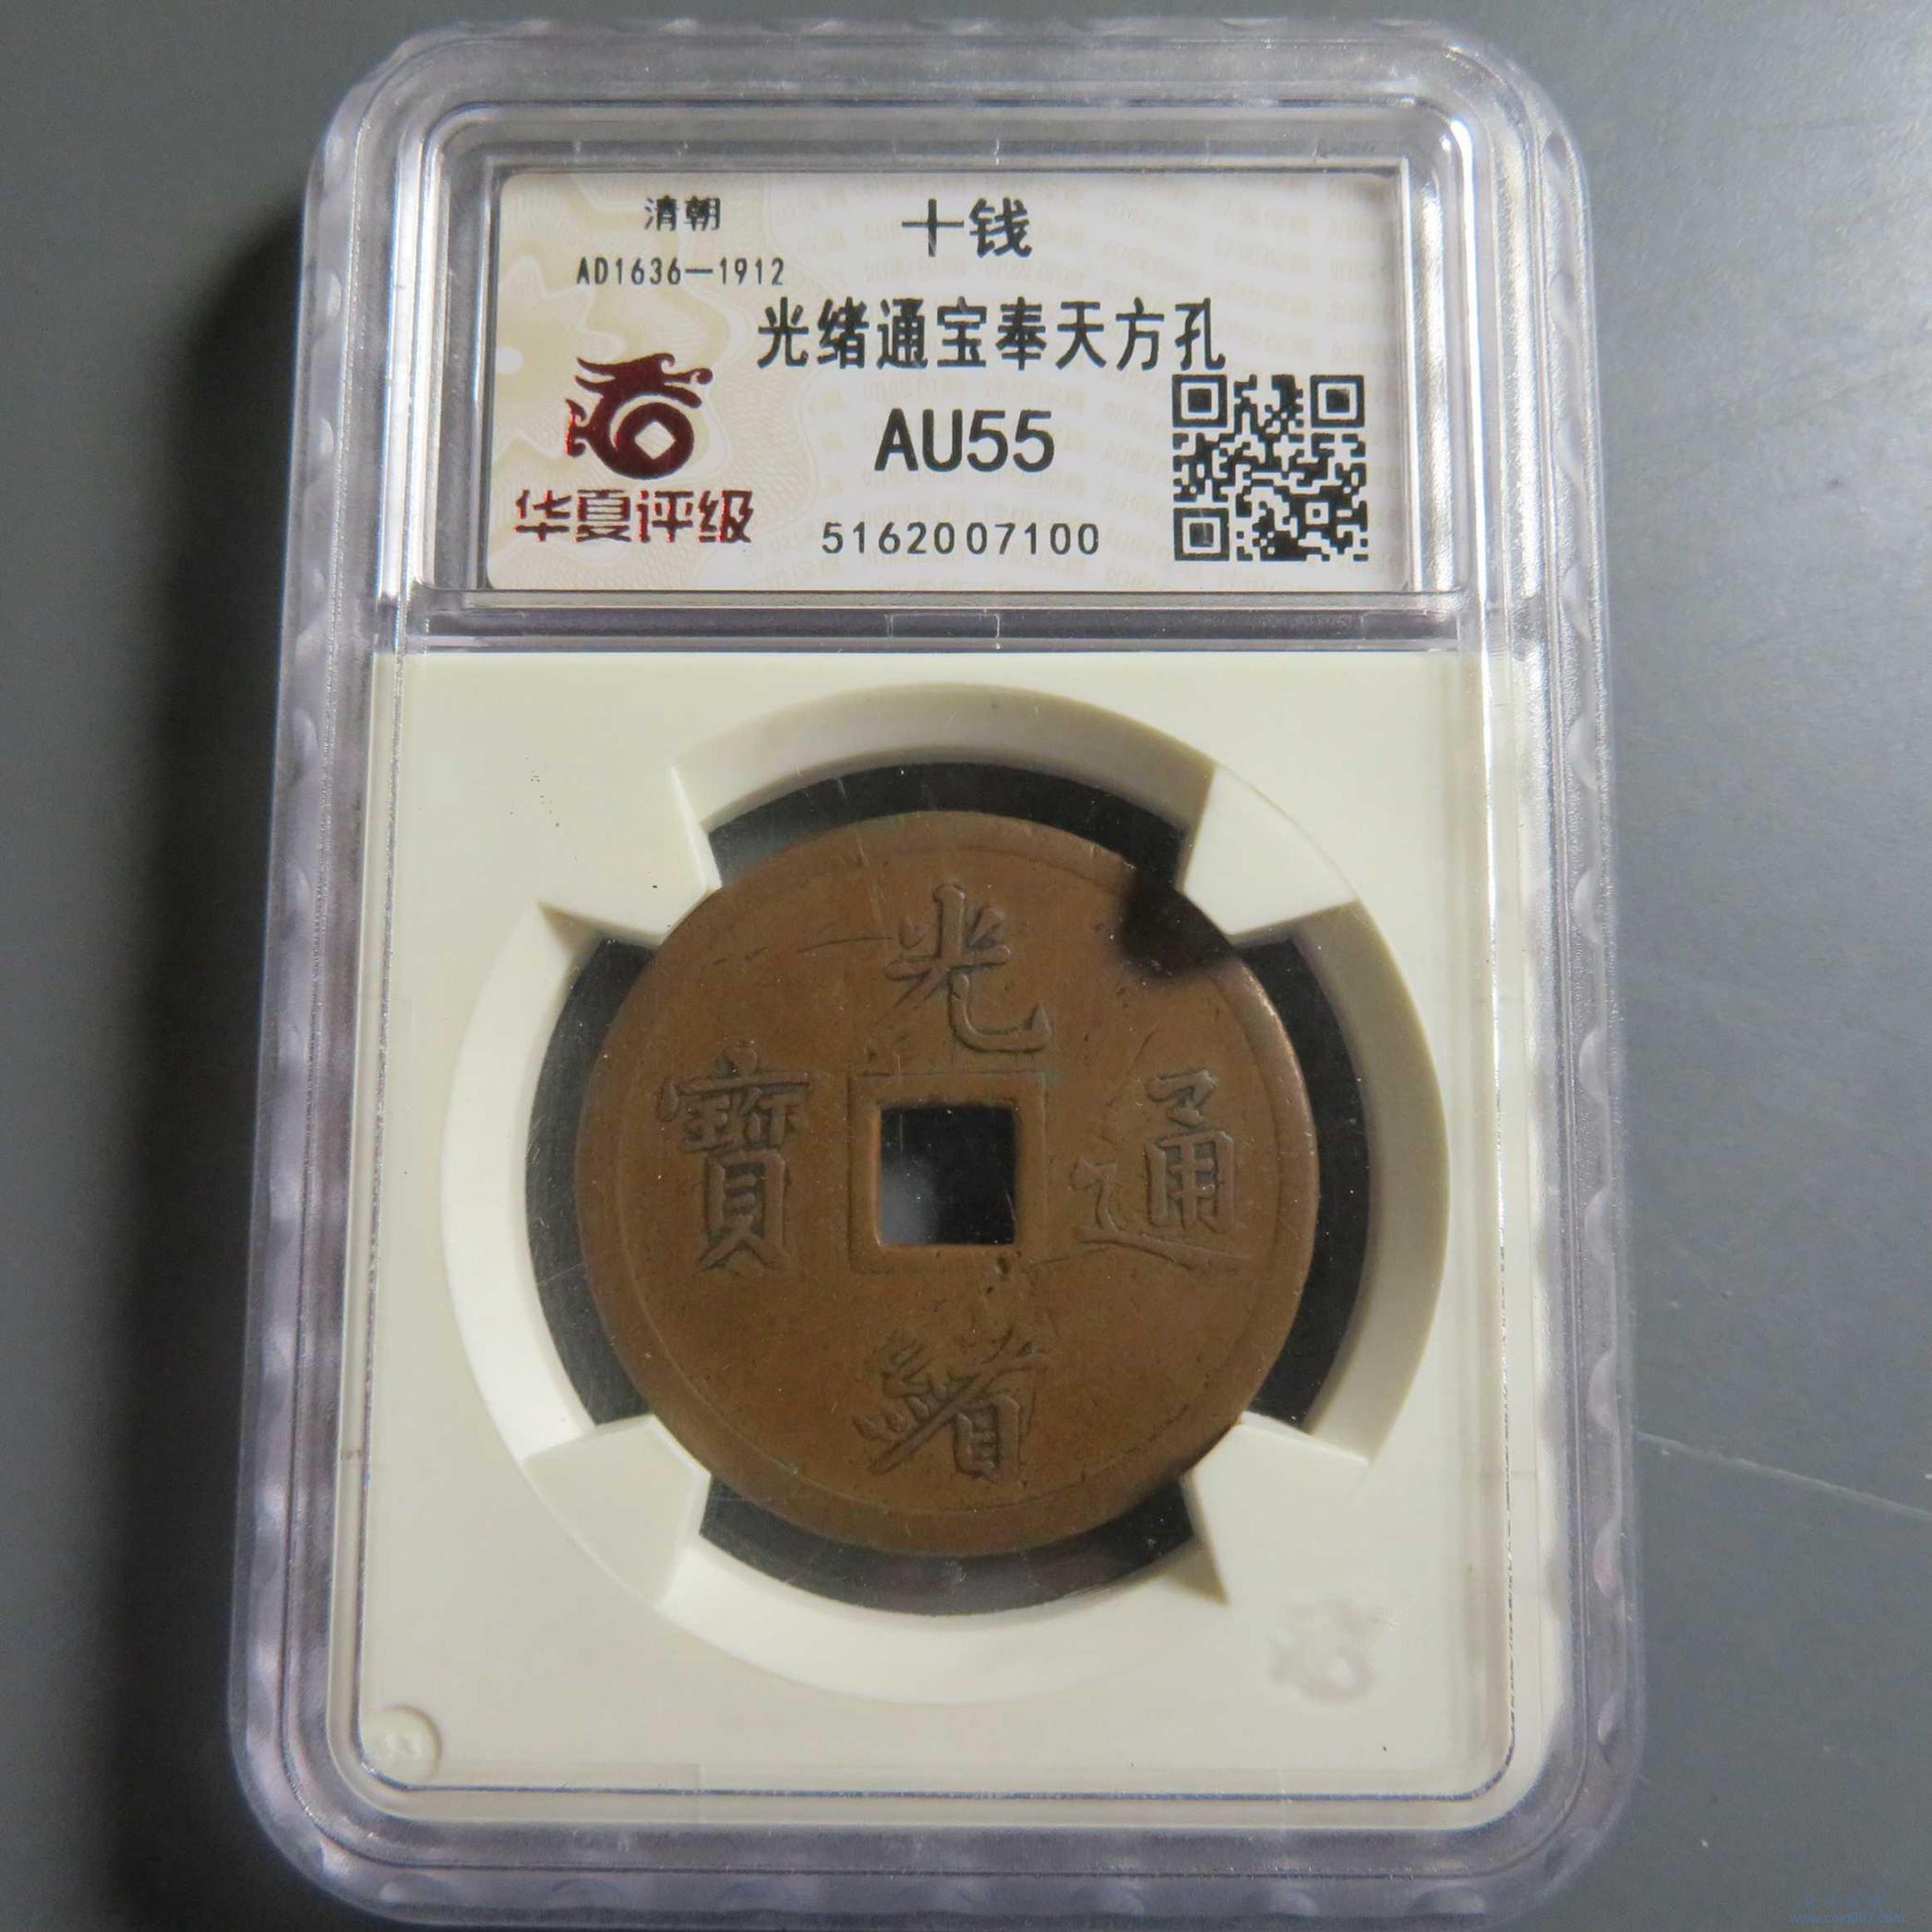 清朝
十钱
AD1636—1912
光绪通宝奉天方孔
AU55
华夏评级
5162007100
光
寶 通
緒